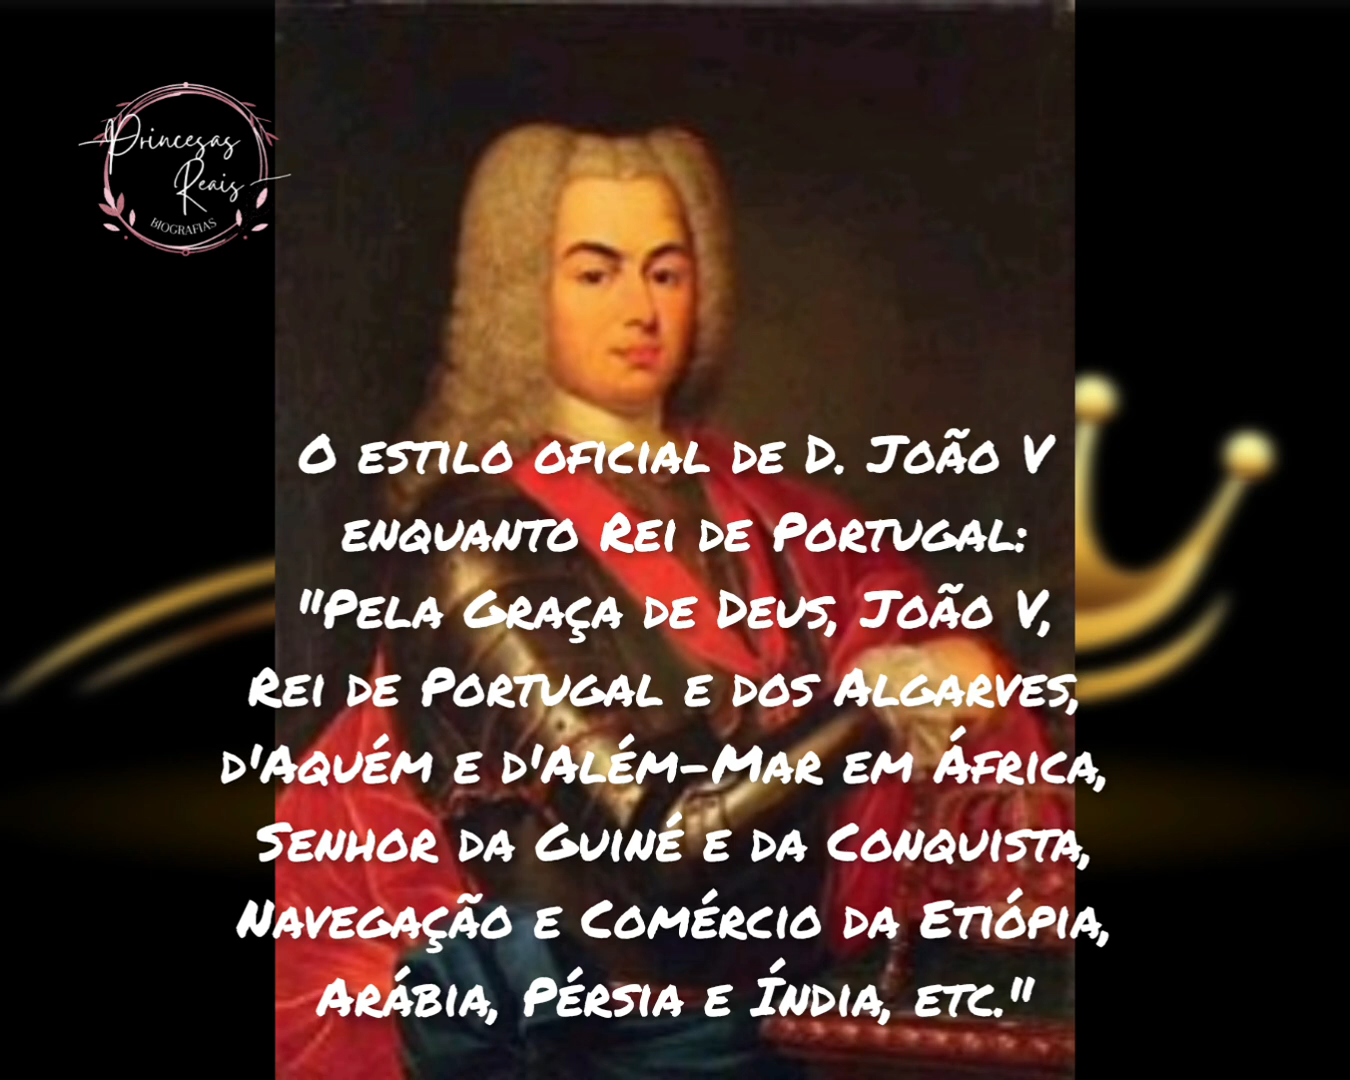 Princesas
Reais
BIOGRAFIAS
O estilo oficial de D. João V
enquanto Rei de Portugal:
"Pela Graça de Deus, João V,
Rei de Portugal e dos Algarves,
d'Aquém e d'Além-Mar em África,
Senhor da Guiné e da Conquista,
Navegação e Comércio da Etiópia,
Arábia, Pérsia e Índia, etc."